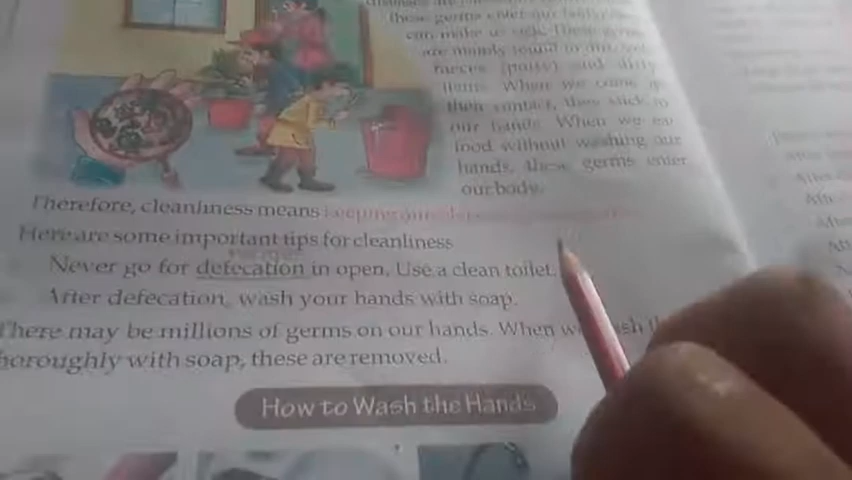 these germs enter our
can make us sick. These germs
are mainly found in
faeces (potty) and dirty
items. When we come
their contact, they stick to
our hands. When we eat
food without washing our
hands, these germs enter
our body.
Therefore, cleanliness means keeping our
Here are some important tips for cleanliness
Never go for defecation in open. Use a clean toilet.
After defecation, wash your hands with soap.
There may be millions of germs on our hands. When
thoroughly with soap, these are removed.
How to Wash the Hands